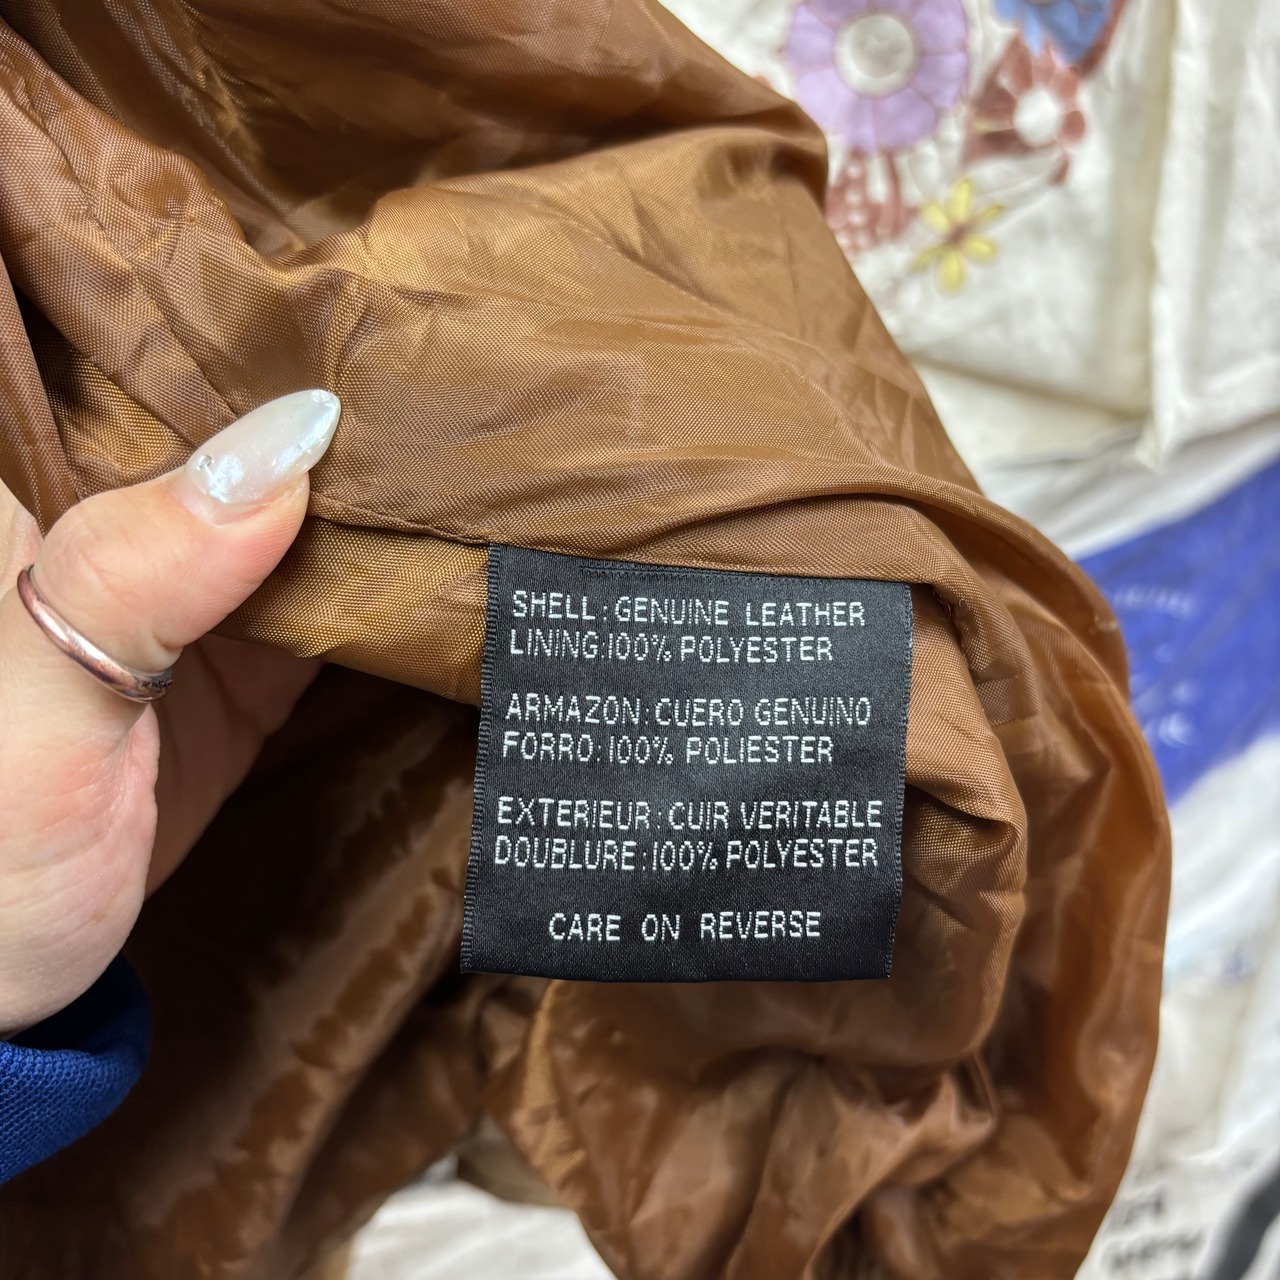 SHELL: GENUINE LEATHER
LINING:100% POLYESTER
ARMAZON: CUERO GENUINO
FORRO: 100% POLIESTER
EXTERIEUR: CUIR VERITABLE
DOUBLURE: 100% POLYESTER
CARE ON REVERSE